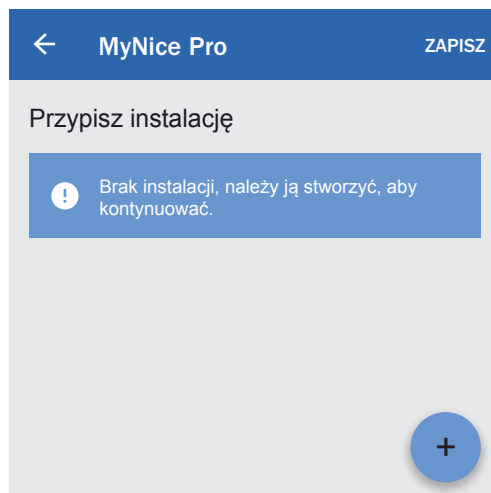 MyNice Pro ZAPISZ
Przypisz instalację
Brak instalacji, należy ją stworzyć, aby
kontynuować.